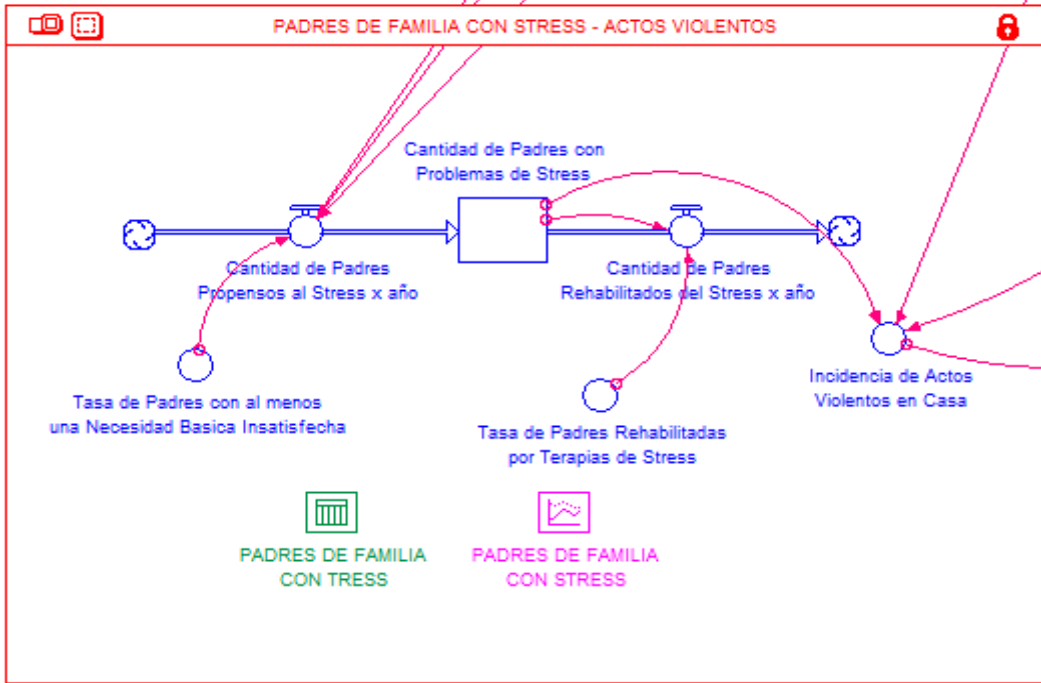 PADRES DE FAMILIA CON STRESS - ACTOS VIOLENTOS
Cantidad de Padres con
Problemas de Stress
Cantidad de Padres
Propensos al Stress x año
Cantidad de Padres
Rehabilitados del Stress x año
Incidencia de Actos
Violentos en Casa
Tasa de Padres con al menos
una Necesidad Basica Insatisfecha
Tasa de Padres Rehabilitadas
por Terapias de Stress
PADRES DE FAMILIA
CON TRESS
PADRES DE FAMILIA
CON STRESS